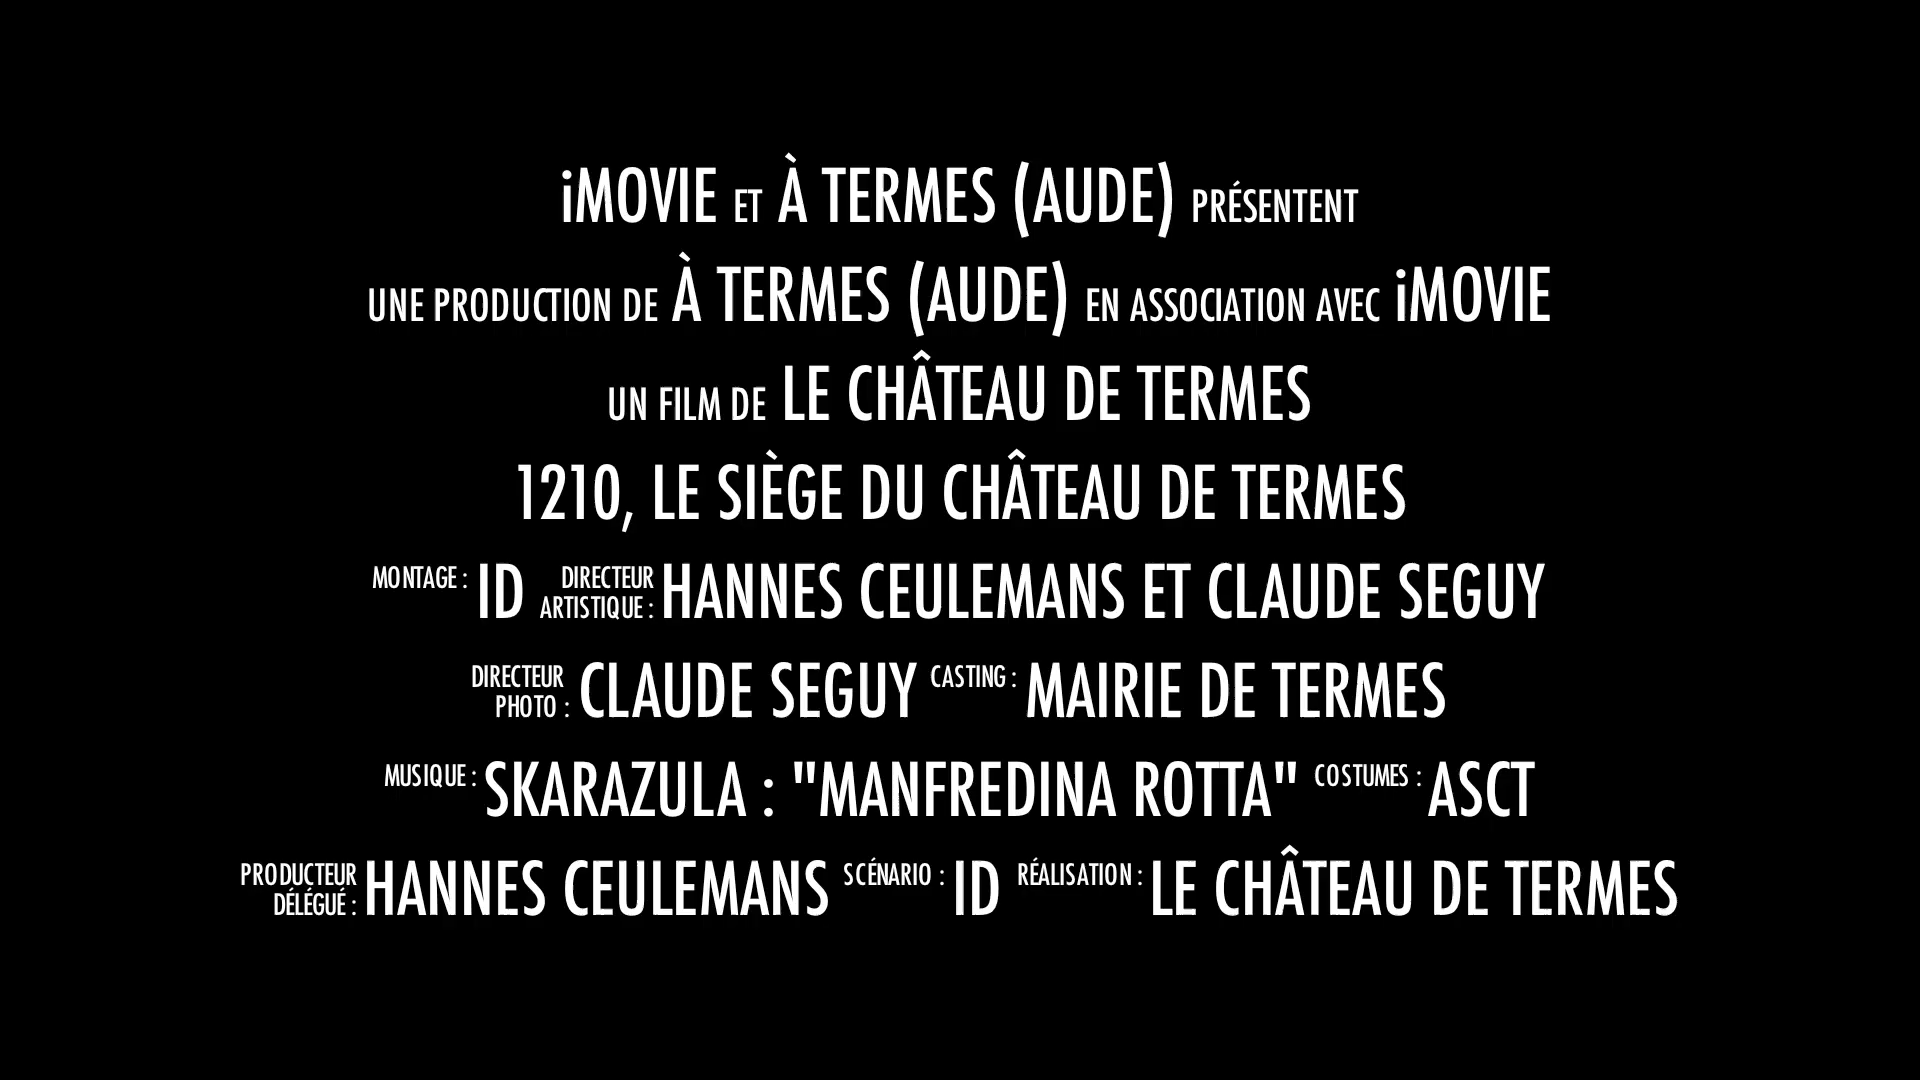 iMOVIE ET À TERMES (AUDE) PRÉSENTENT
UNE PRODUCTION DE À TERMES (AUDE) EN ASSOCIATION AVEC iMOVIE
UN FILM DE LE CHÂTEAU DE TERMES
1210, LE SIÈGE DU CHÂTEAU DE TERMES
MONTAGE : ID DIRECTEUR ARTISTIQUE : HANNES CEULEMANS ET CLAUDE SEGUY
DIRECTEUR PHOTO : CLAUDE SEGUY CASTING : MAIRIE DE TERMES
MUSIQUE : SKARAZULA : "MANFREDINA ROTTA" COSTUMES : ASCT
PRODUCTEUR DÉLÉGUÉ : HANNES CEULEMANS SCÉNARIO : ID RÉALISATION : LE CHÂTEAU DE TERMES